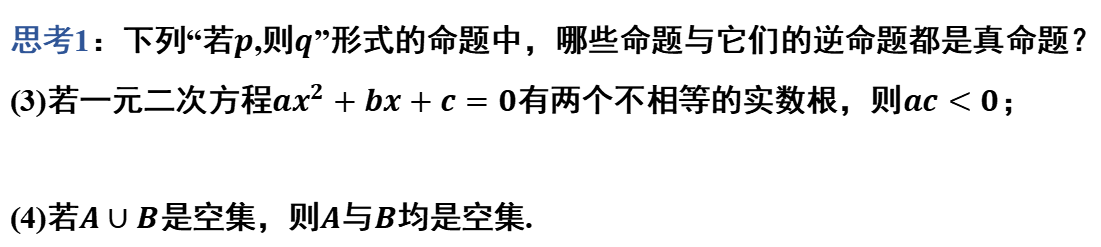 思考1：下列“若p,则q”形式的命题中，哪些命题与它们的逆命题都是真命题？
(3)若一元二次方程ax² + bx + c = 0有两个不相等的实数根，则ac < 0；
(4)若A ∪ B是空集，则A与B均是空集.